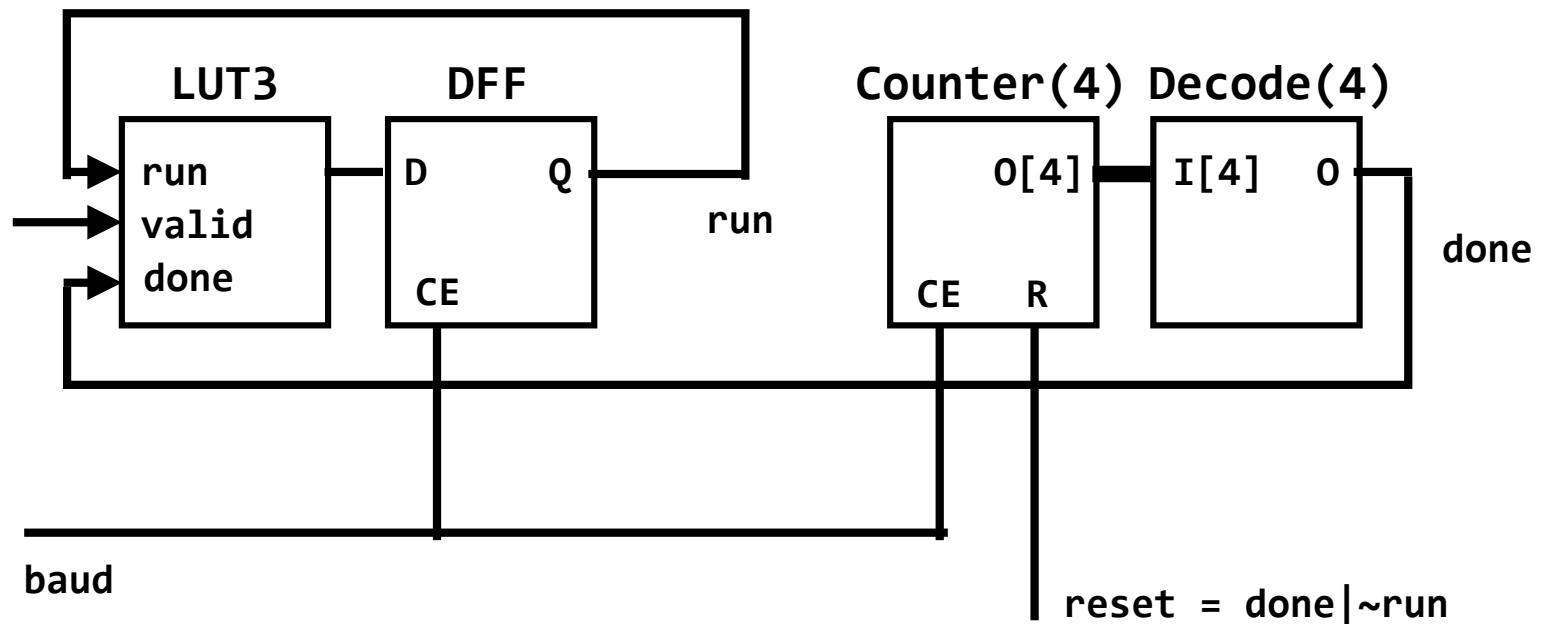 LUT3
DFF
Counter(4) Decode(4)
run
valid
done
D
Q
CE
run
O[4]
CE
R
I[4]
O
done
baud
reset = done|~run